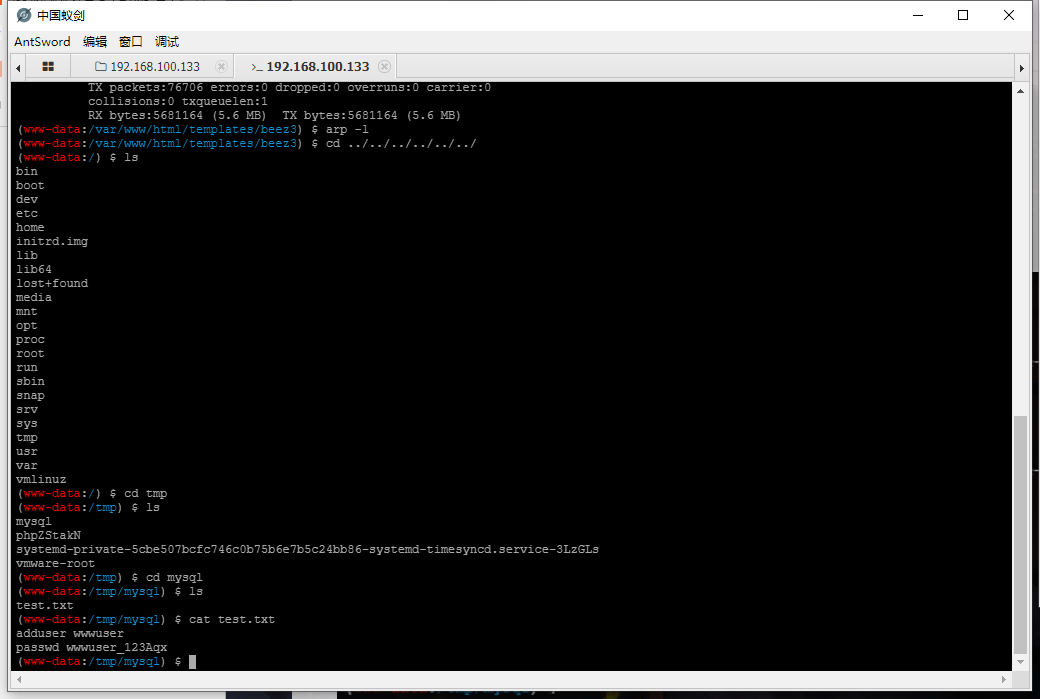 中国蚁剑
AntSword 编辑 窗口 调试
192.168.100.133 >_ 192.168.100.133
TX packets:76706 errors:0 dropped:0 overruns:0 carrier:0
collisions:0 txqueuelen:1
RX bytes:5681164 (5.6 MB)  TX bytes:5681164 (5.6 MB)
(www-data:/var/www/html/templates/beez3) $ arp -l
(www-data:/var/www/html/templates/beez3) $ cd ../../../../../../
(www-data:/) $ ls
bin
boot
dev
etc
home
initrd.img
lib
lib64
lost+found
media
mnt
opt
proc
root
run
sbin
snap
srv
sys
tmp
usr
var
vmlinuz
(www-data:/) $ cd tmp
(www-data:/tmp) $ ls
mysql
phpZStakN
systemd-private-5cbe507bcfc746c0b75b6e7b5c24bb86-systemd-timesyncd.service-3LzGLs
vmware-root
(www-data:/tmp) $ cd mysql
(www-data:/tmp/mysql) $ ls
test.txt
(www-data:/tmp/mysql) $ cat test.txt
adduser wwwuser
passwd wwwuser_123Aqx
(www-data:/tmp/mysql) $